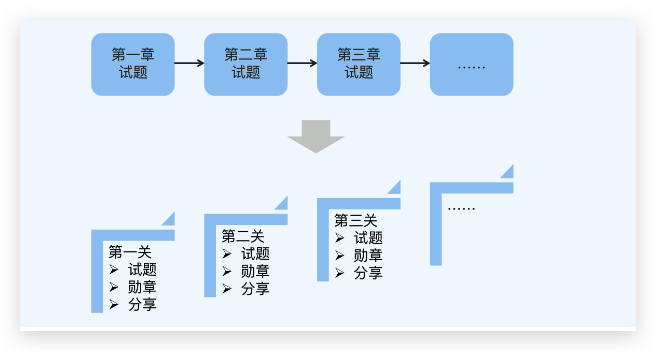 第一章
试题
第二章
试题
第三章
试题
……
第一关
➢ 试题
➢ 勋章
➢ 分享
第二关
➢ 试题
➢ 勋章
➢ 分享
第三关
➢ 试题
➢ 勋章
➢ 分享
……